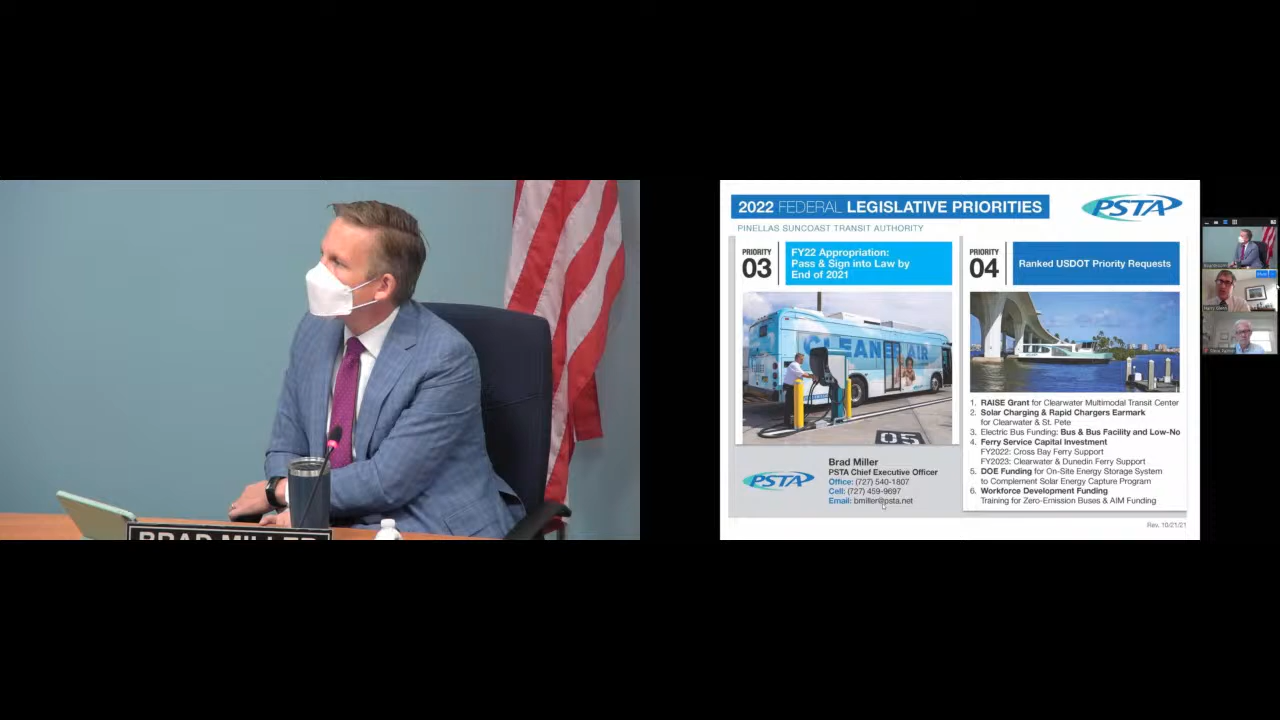 BRAD MILLER
2022 FEDERAL LEGISLATIVE PRIORITIES
PSTA
PINELLAS SUNCOAST TRANSIT AUTHORITY
PRIORITY
03
FY22 Appropriation:
Pass & Sign into Law by
End of 2021
CLEANER AIR
05
PSTA
Brad Miller
PSTA Chief Executive Officer
Office: (727) 540-1807
Cell: (727) 459-9697
Email: bmiller@psta.net
PRIORITY
04
Ranked USDOT Priority Requests
1. RAISE Grant for Clearwater Multimodal Transit Center
2. Solar Charging & Rapid Chargers Earmark
for Clearwater & St. Pete
3. Electric Bus Funding: Bus & Bus Facility and Low-No
4. Ferry Service Capital Investment
FY2022: Cross Bay Ferry Support
FY2023: Clearwater & Dunedin Ferry Support
5. DOE Funding for On-Site Energy Storage System
to Complement Solar Energy Capture Program
6. Workforce Development Funding
Training for Zero-Emission Buses & AIM Funding
Rev. 10/21/21